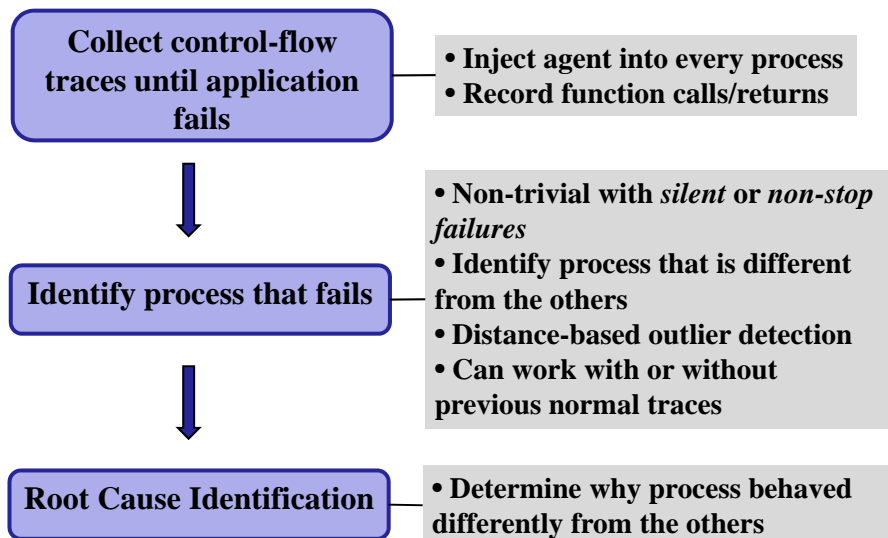 Collect control-flow
traces until application
fails
• Inject agent into every process
• Record function calls/returns
• Non-trivial with silent or non-stop
failures
• Identify process that is different
from the others
• Distance-based outlier detection
• Can work with or without
previous normal traces
Identify process that fails
Root Cause Identification
• Determine why process behaved
differently from the others